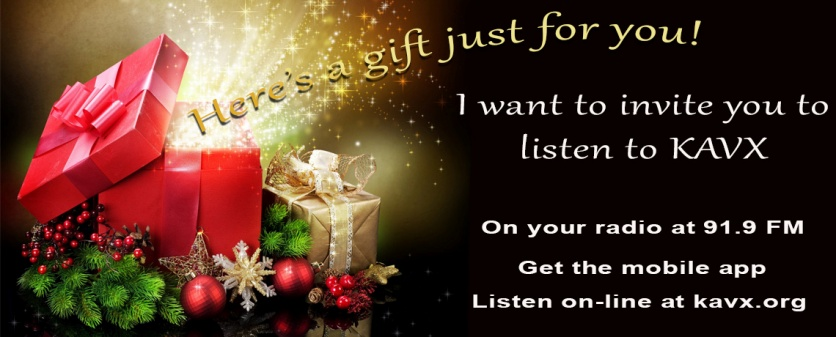 Here's a gift just for you!
I want to invite you to
listen to KAVX
On your radio at 91.9 FM
Get the mobile app
Listen on-line at kavx.org